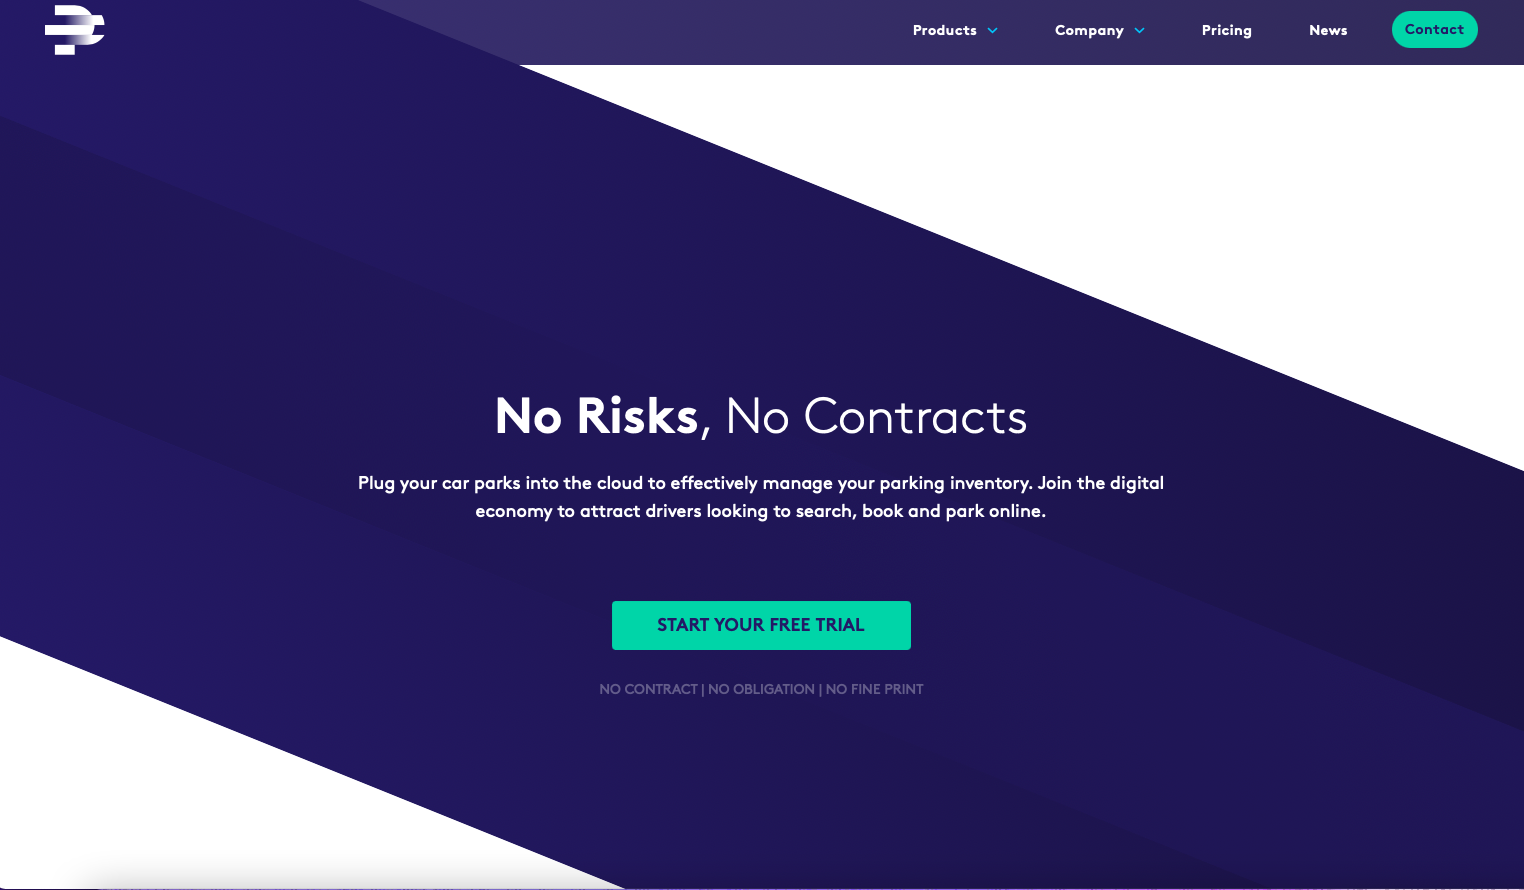 Products
Company
Pricing
News
Contact
No Risks, No Contracts
Plug your car parks into the cloud to effectively manage your parking inventory. Join the digital
economy to attract drivers looking to search, book and park online.
START YOUR FREE TRIAL
NO CONTRACT | NO OBLIGATION | NO FINE PRINT